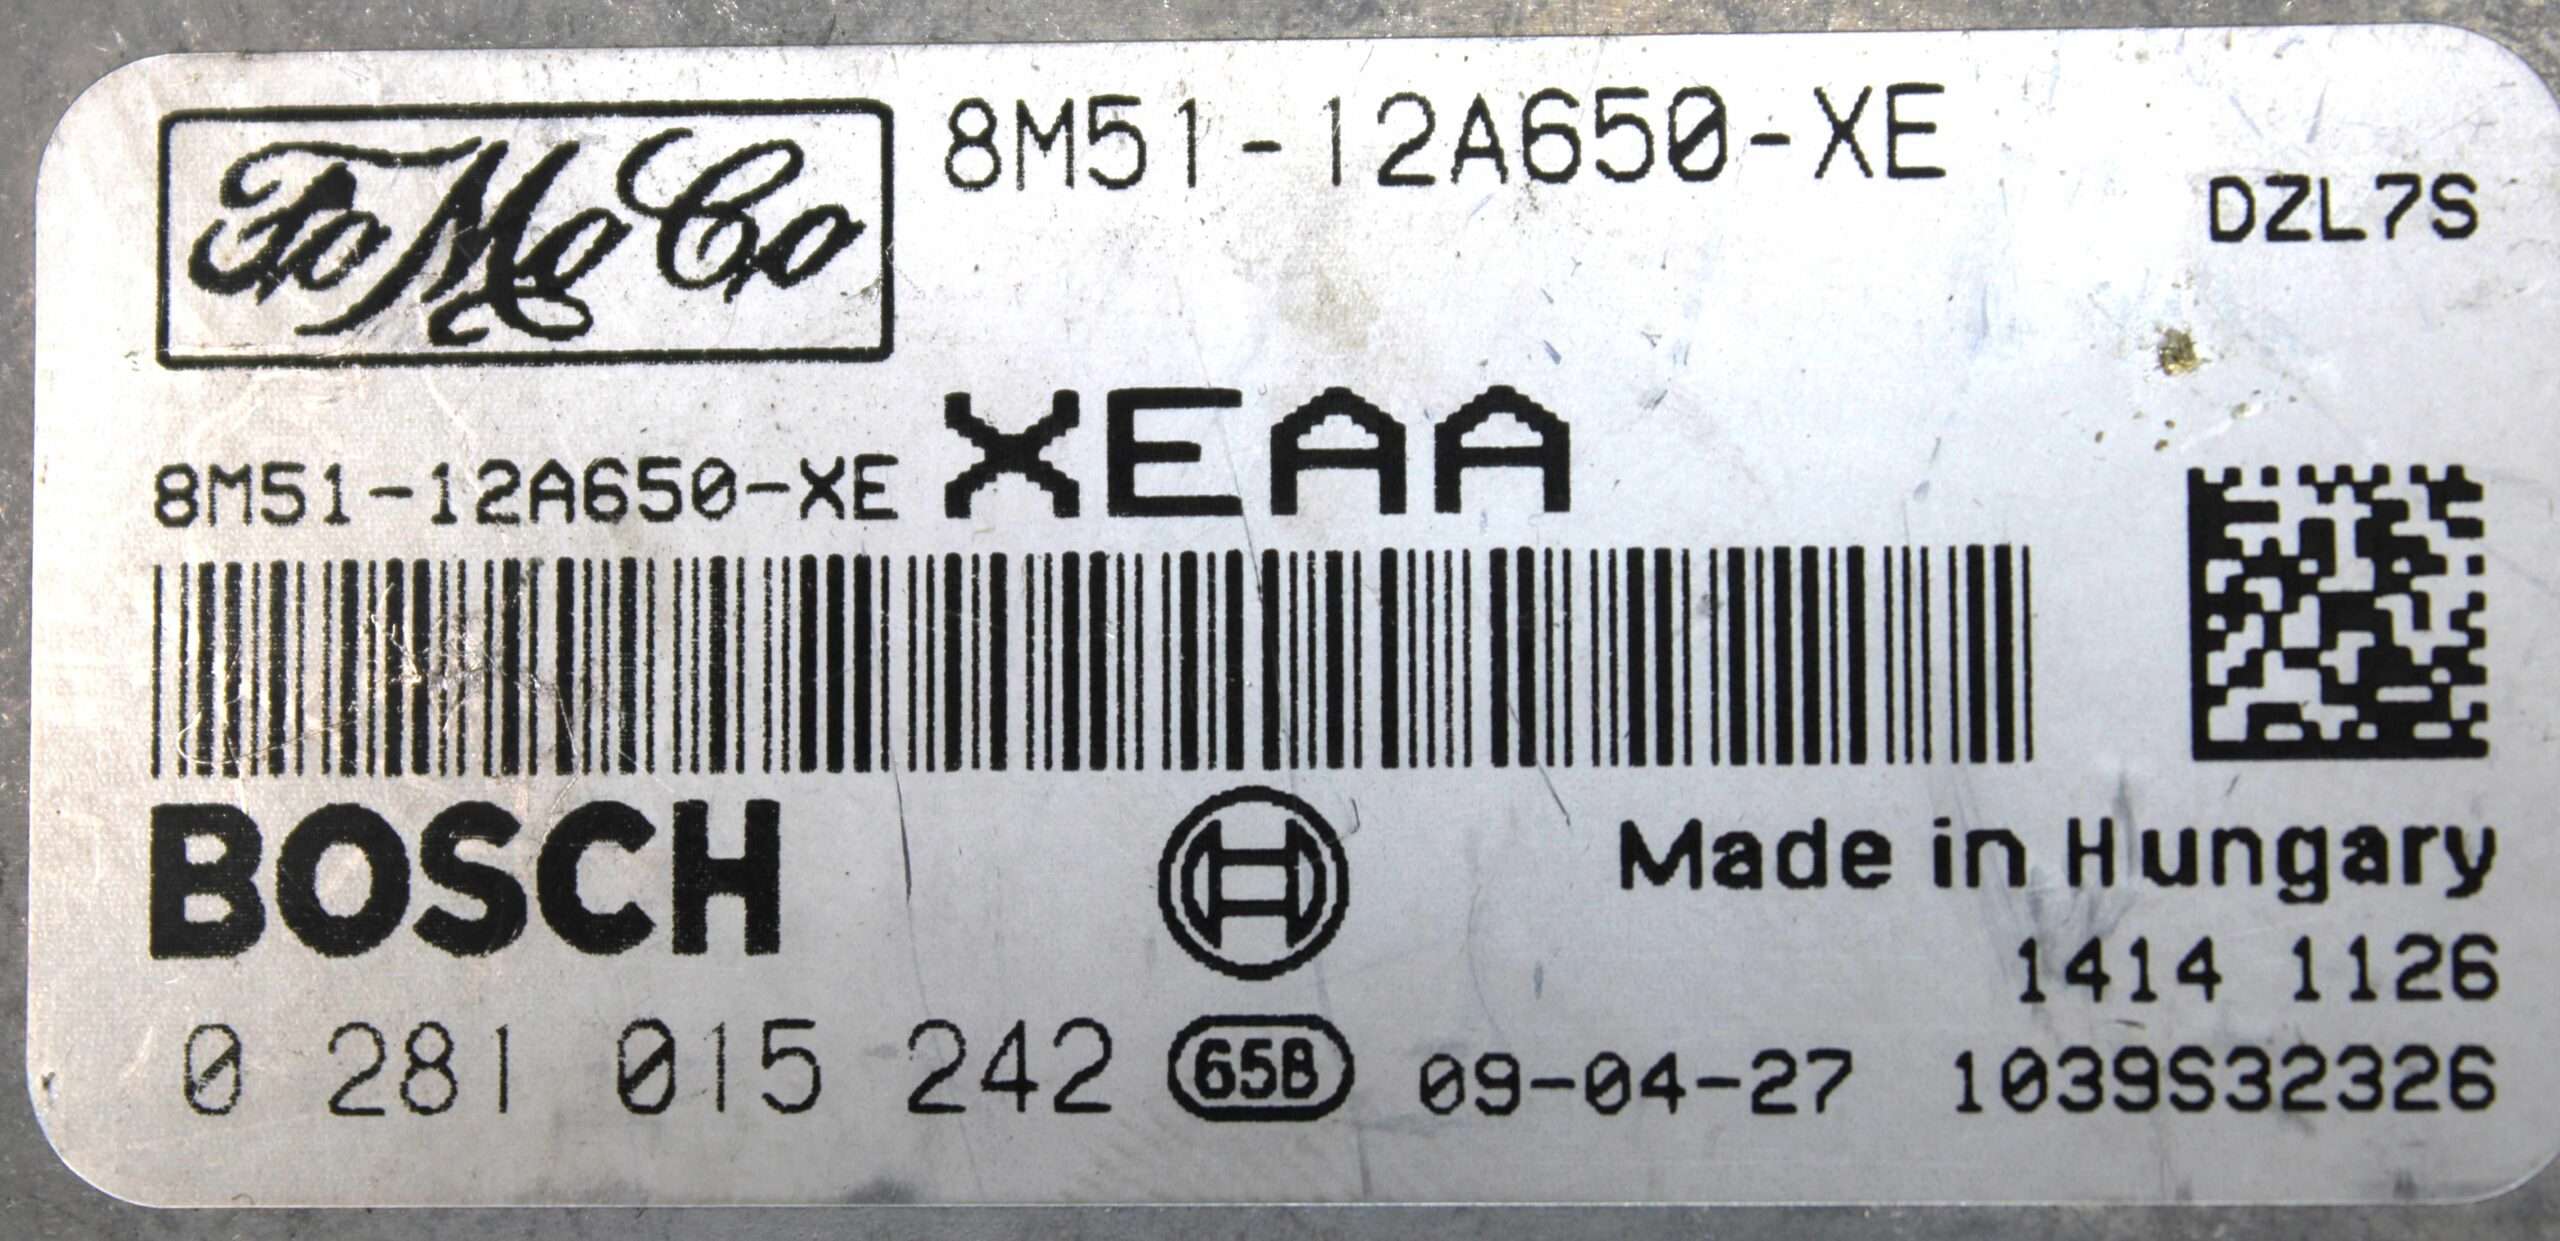 FoMoCo 8M51-12A650-XE
DZL7S
8M51-12A650-XE XEAA
BOSCH
Made in Hungary
1414 1126
0 281 015 242 65B 09-04-27 1039S32326